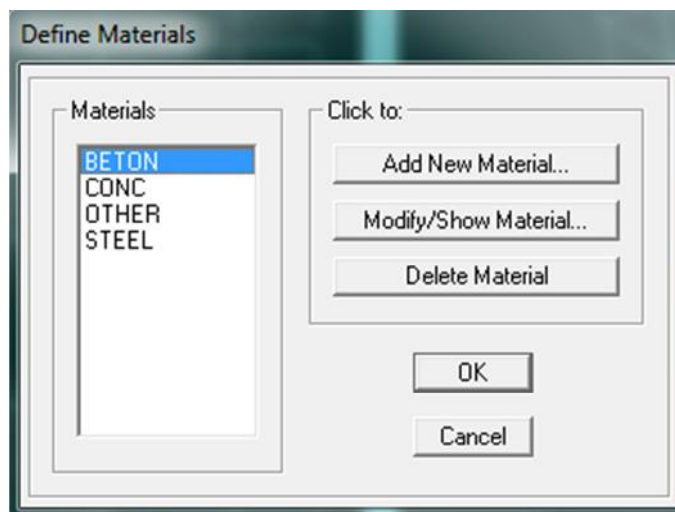 Define Materials
Materials
BETON
CONC
OTHER
STEEL
Click to:
Add New Material...
Modify/Show Material...
Delete Material
OK
Cancel